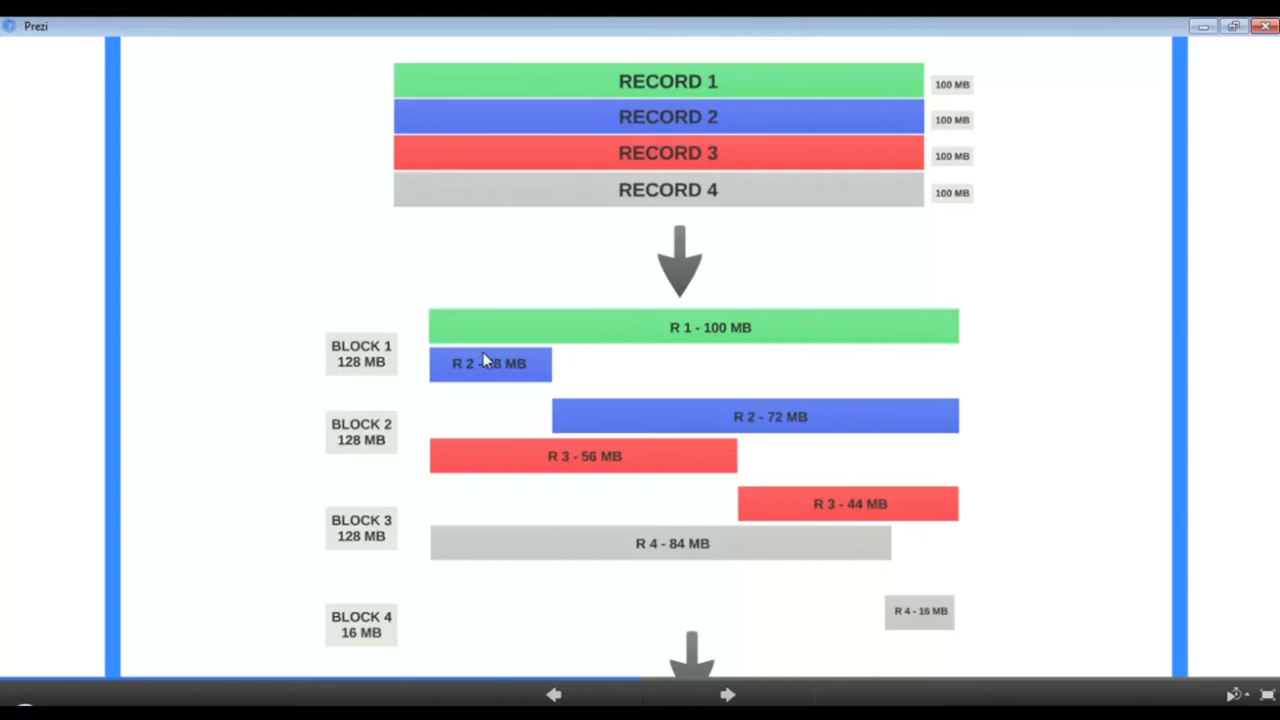 Prezi
RECORD 1
100 MB
RECORD 2
100 MB
RECORD 3
100 MB
RECORD 4
100 MB
BLOCK 1
128 MB
R 1 - 100 MB
R 2 - 8 MB
BLOCK 2
128 MB
R 2 - 72 MB
R 3 - 56 MB
BLOCK 3
128 MB
R 3 - 44 MB
R 4 - 84 MB
BLOCK 4
16 MB
R 4 - 16 MB